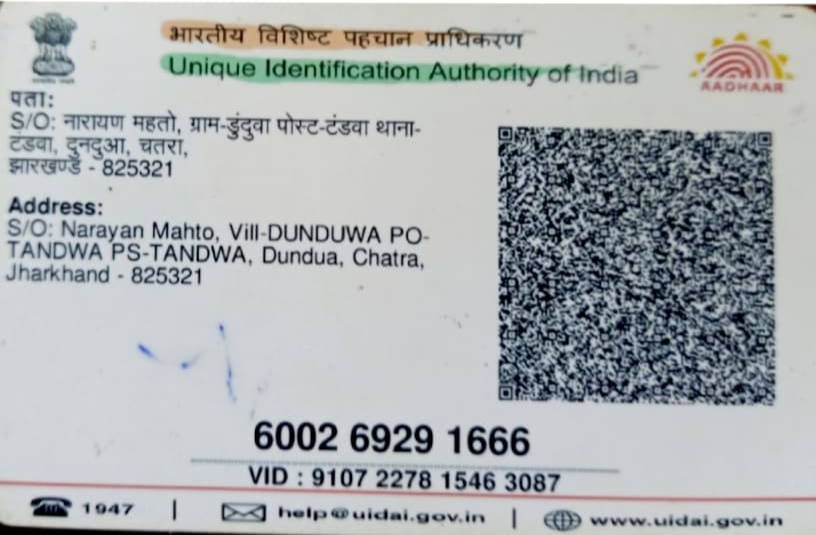 भारतीय विशिष्ट पहचान प्राधिकरण
Unique Identification Authority of India
AADHAAR
पता:
S/O: नारायण महतो, ग्राम-डुंदुवा पोस्ट-टंडवा थाना-
टंडवा, दुनदुआ, चतरा,
झारखण्ड - 825321
Address:
S/O: Narayan Mahto, Vill-DUNDUWA PO-
TANDWA PS-TANDWA, Dundua, Chatra,
Jharkhand - 825321
6002 6929 1666
VID : 9107 2278 1546 3087
1947 | help@uidai.gov.in | www.uidai.gov.in